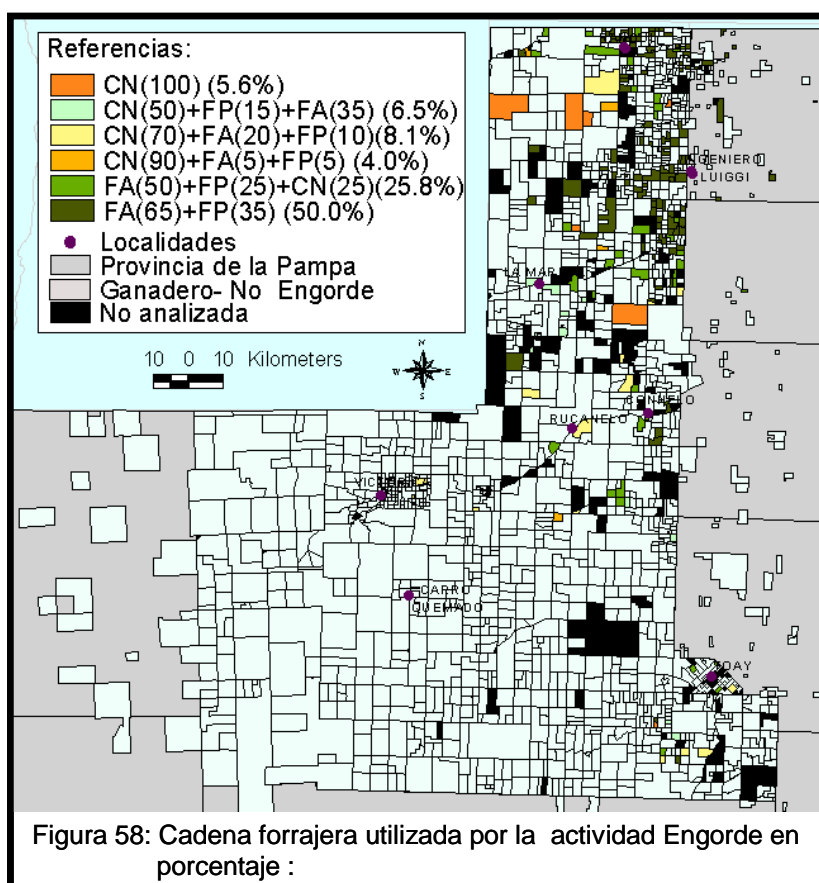 Referencias:
CN(100) (5.6%)
CN(50)+FP(15)+FA(35) (6.5%)
CN(70)+FA(20)+FP(10)(8.1%)
CN(90)+FA(5)+FP(5) (4.0%)
FA(50)+FP(25)+CN(25)(25.8%)
FA(65)+FP(35) (50.0%)
Localidades
Provincia de la Pampa
Ganadero- No Engorde
No analizada
10 0 10 Kilometers
N
W E
S
LUIGGI
LA MAR
RUCANELO
CARRO
QUEMADO
Figura 58: Cadena forrajera utilizada por la actividad Engorde en
porcentaje :